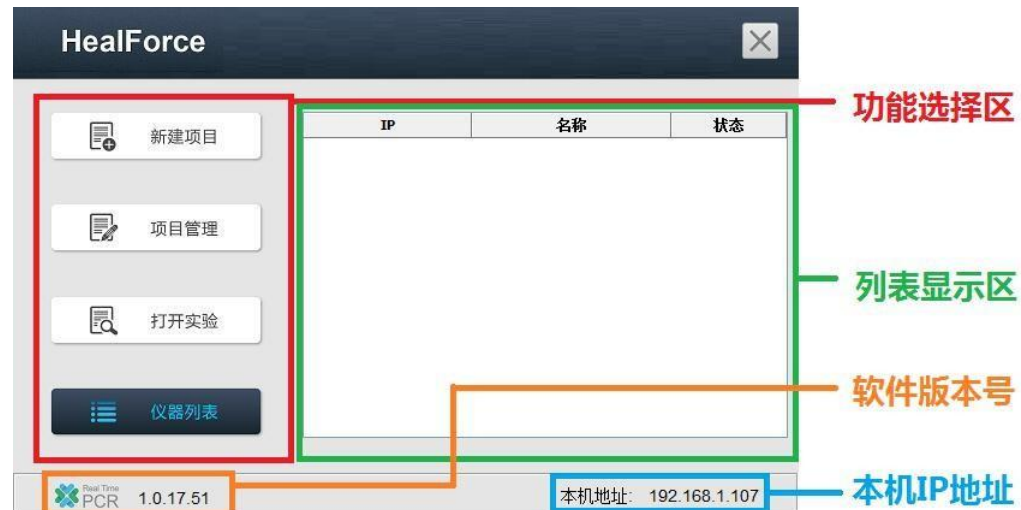 HealForce
功能选择区
新建项目
IP 名称 状态
项目管理
列表显示区
打开实验
软件版本号
仪器列表
Real Time
PCR 1.0.17.51
本机地址: 192.168.1.107
本机IP地址